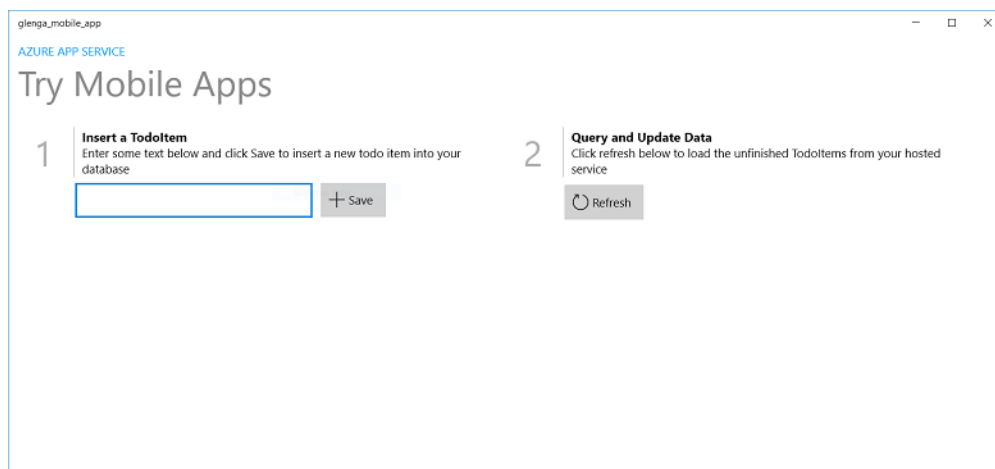 glenga_mobile_app
AZURE APP SERVICE
Try Mobile Apps
1
Insert a TodoItem
Enter some text below and click Save to insert a new todo item into your
database
Save
2
Query and Update Data
Click refresh below to load the unfinished TodoItems from your hosted
service
Refresh